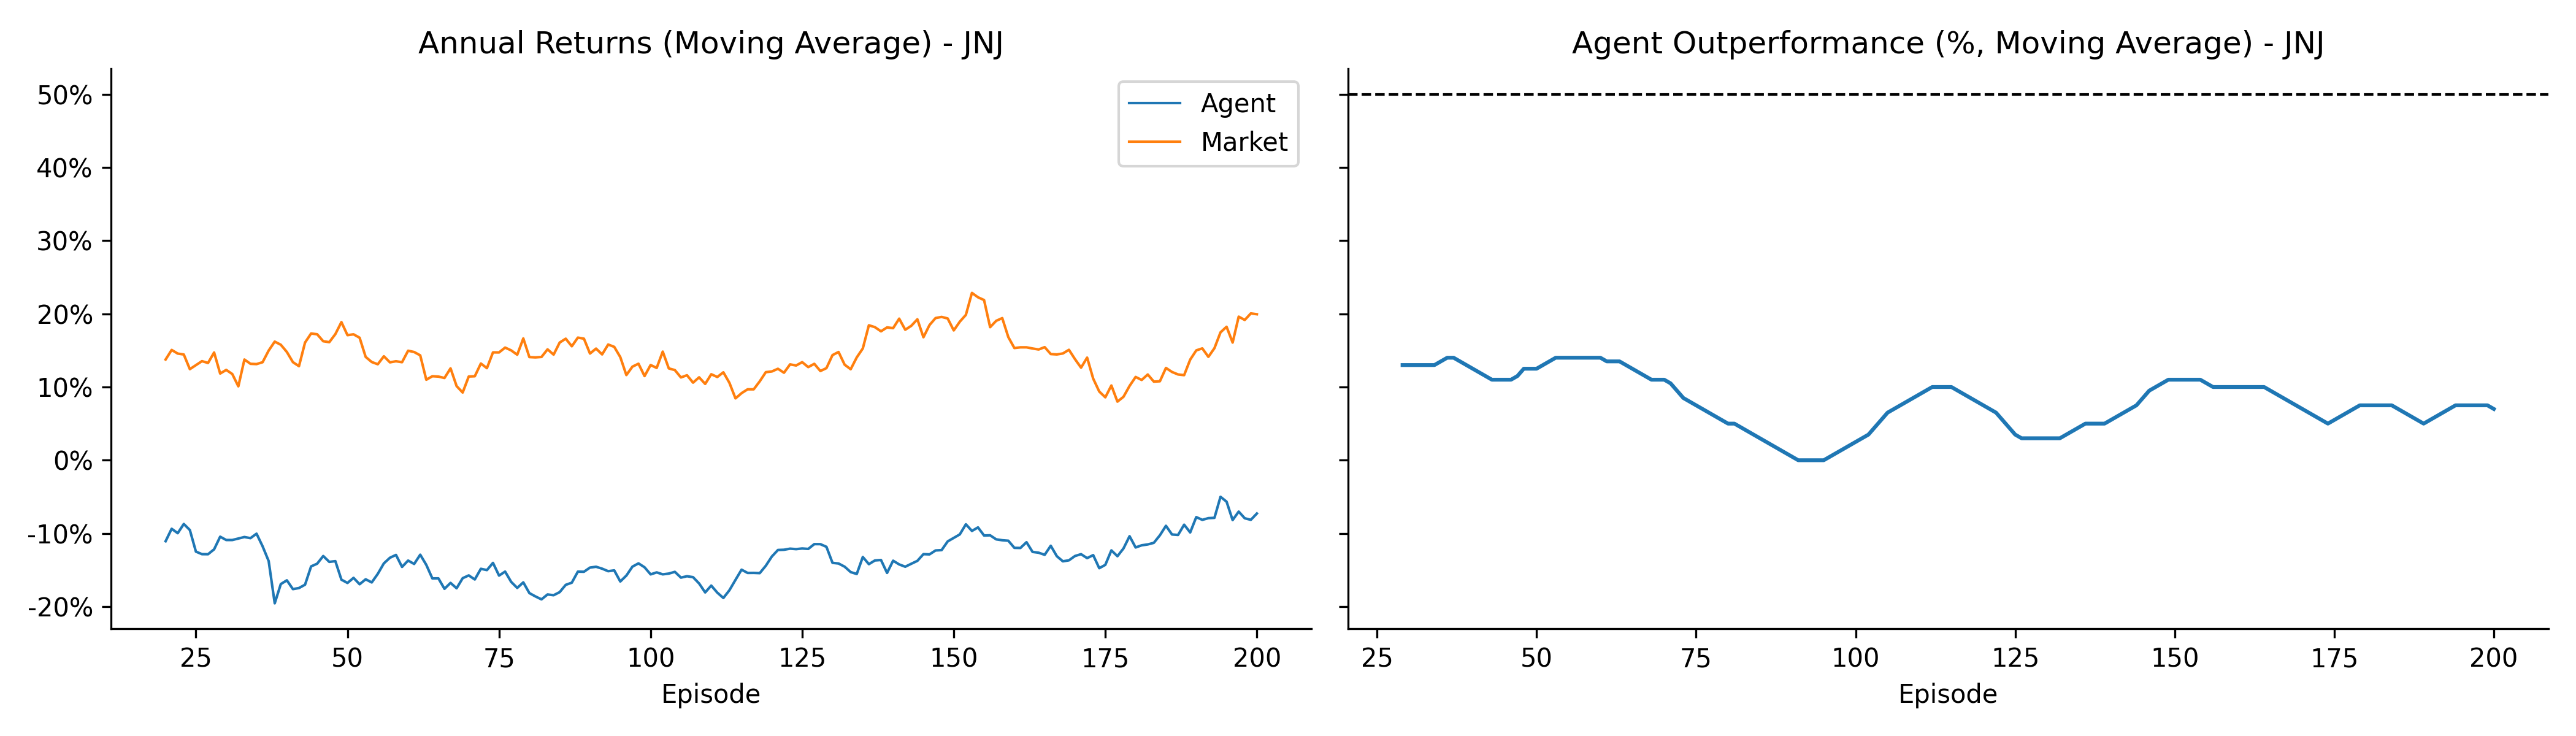 Annual Returns (Moving Average) - JNJ
50%
40%
30%
20%
10%
0%
-10%
-20%
Agent
Market
25 50 75 100 125 150 175 200
Episode
Agent Outperformance (%, Moving Average) - JNJ
25 50 75 100 125 150 175 200
Episode